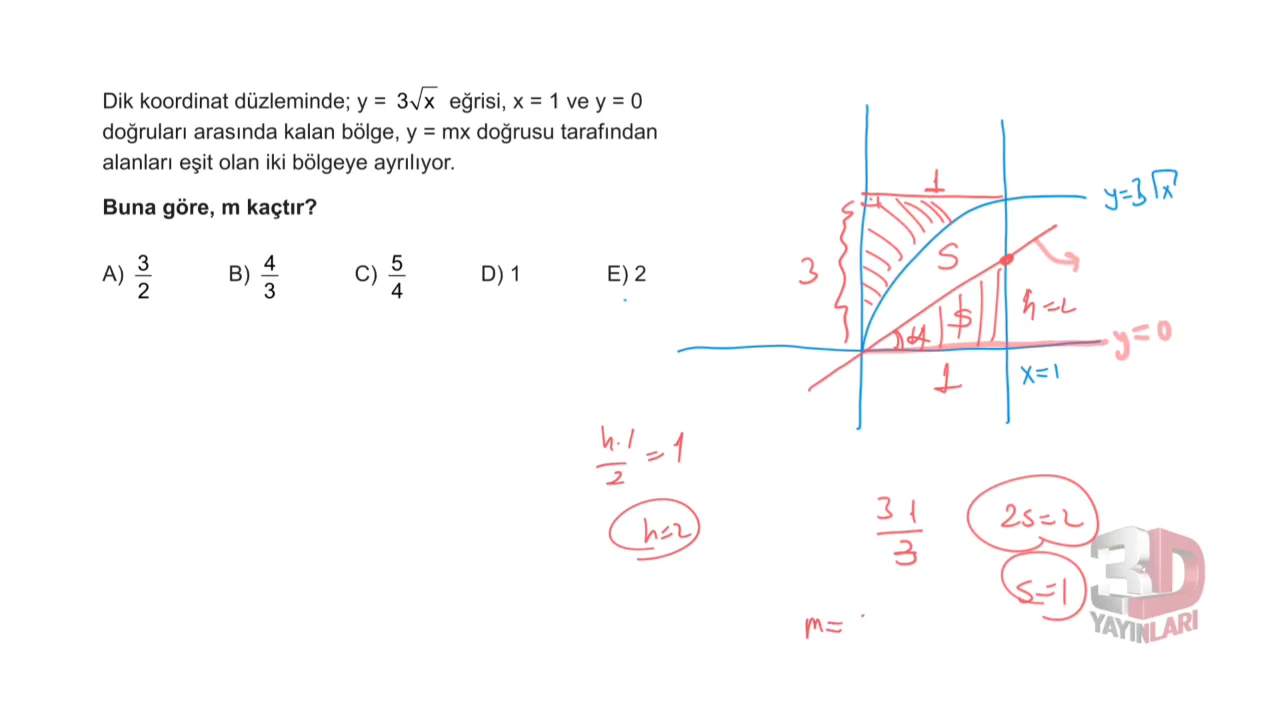 Dik koordinat düzleminde; y = 3√x eğrisi, x = 1 ve y = 0
doğruları arasında kalan bölge, y = mx doğrusu tarafından
alanları eşit olan iki bölgeye ayrılıyor.
Buna göre, m kaçtır?
A) 3/2 B) 4/3 C) 5/4 D) 1 E) 2
1
y=3√x
3
S
h=2
α
S
y=0
1
x=1
h.1/2 = 1
h=2
3 1/3
2s=2
s=1
m=
3D
YAYINLARI